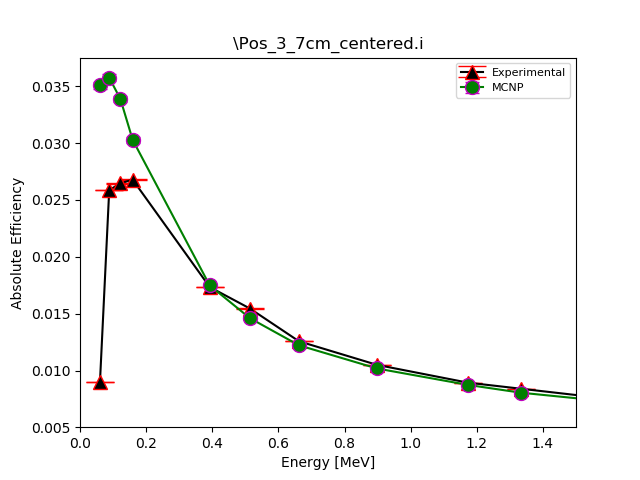 \Pos_3_7cm_centered.i
Experimental
MCNP
Absolute Efficiency
0.035
0.030
0.025
0.020
0.015
0.010
0.005
0.0 0.2 0.4 0.6 0.8 1.0 1.2 1.4
Energy [MeV]